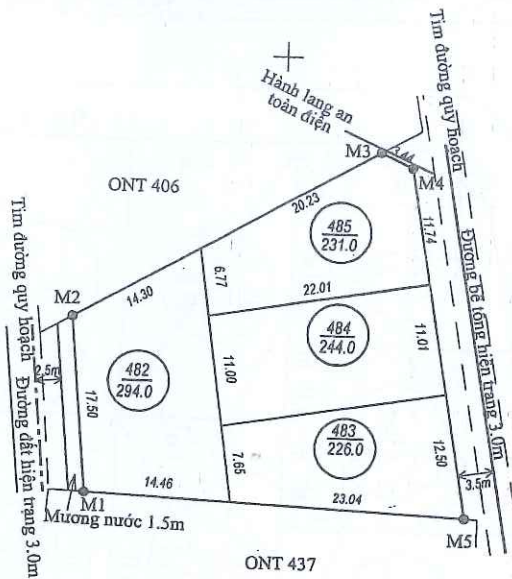 Tim đường quy hoạch
Hành lang an
toàn điện
M3
3.44
M4
ONT 406
20.23
485
231.0
11.74
Đường bê tông hiện trạng 3.0m
Tim đường quy hoạch
M2
14.30
6.77
22.01
484
244.0
11.01
482
294.0
11.00
2.5m
17.50
Đường đất hiện trạng 3.0m
483
226.0
12.50
7.65
14.46
23.04
3.5m
M1
Mương nước 1.5m
M5
ONT 437